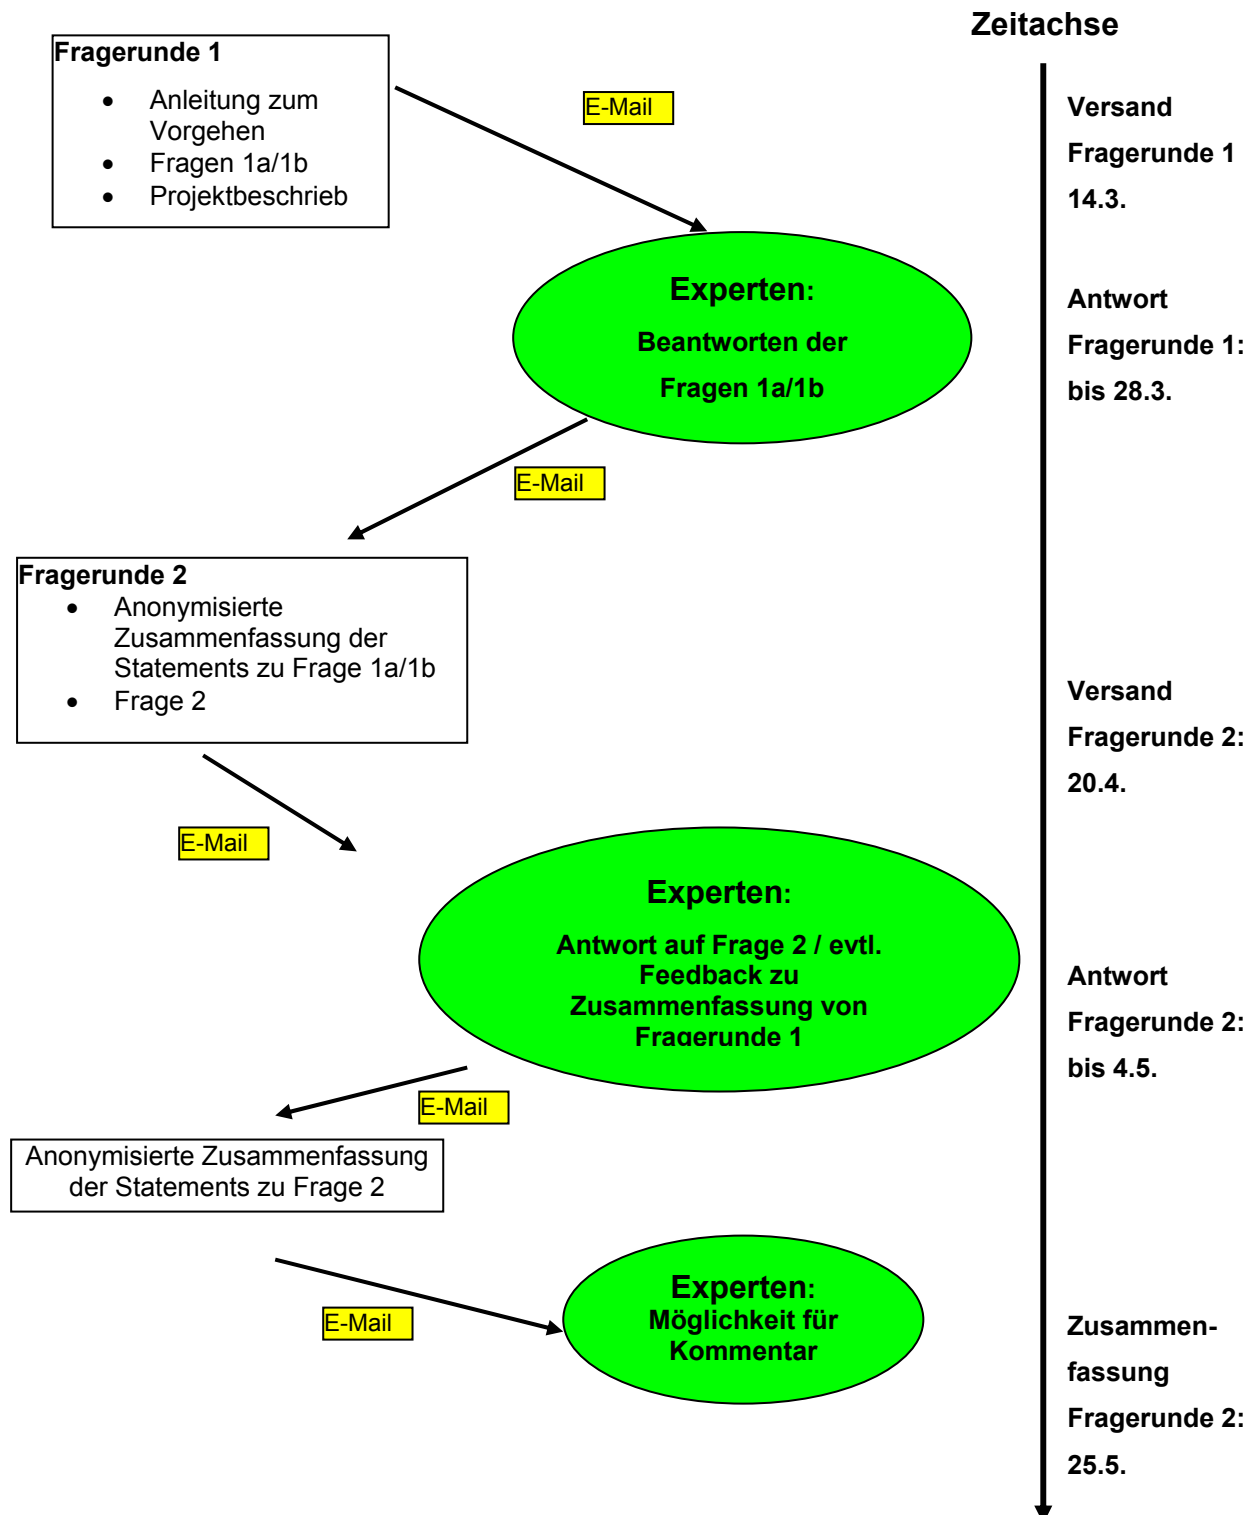 Zeitachse
Fragerunde 1
• Anleitung zum
Vorgehen
• Fragen 1a/1b
• Projektbeschrieb
E-Mail
Versand
Fragerunde 1
14.3.
Experten:
Beantworten der
Fragen 1a/1b
Antwort
Fragerunde 1:
bis 28.3.
E-Mail
Fragerunde 2
• Anonymisierte
Zusammenfassung der
Statements zu Frage 1a/1b
• Frage 2
Versand
Fragerunde 2:
20.4.
E-Mail
Experten:
Antwort auf Frage 2 / evtl.
Feedback zu
Zusammenfassung von
Fragerunde 1
Antwort
Fragerunde 2:
bis 4.5.
E-Mail
Anonymisierte Zusammenfassung
der Statements zu Frage 2
E-Mail
Experten:
Möglichkeit für
Kommentar
Zusammen-
fassung
Fragerunde 2:
25.5.